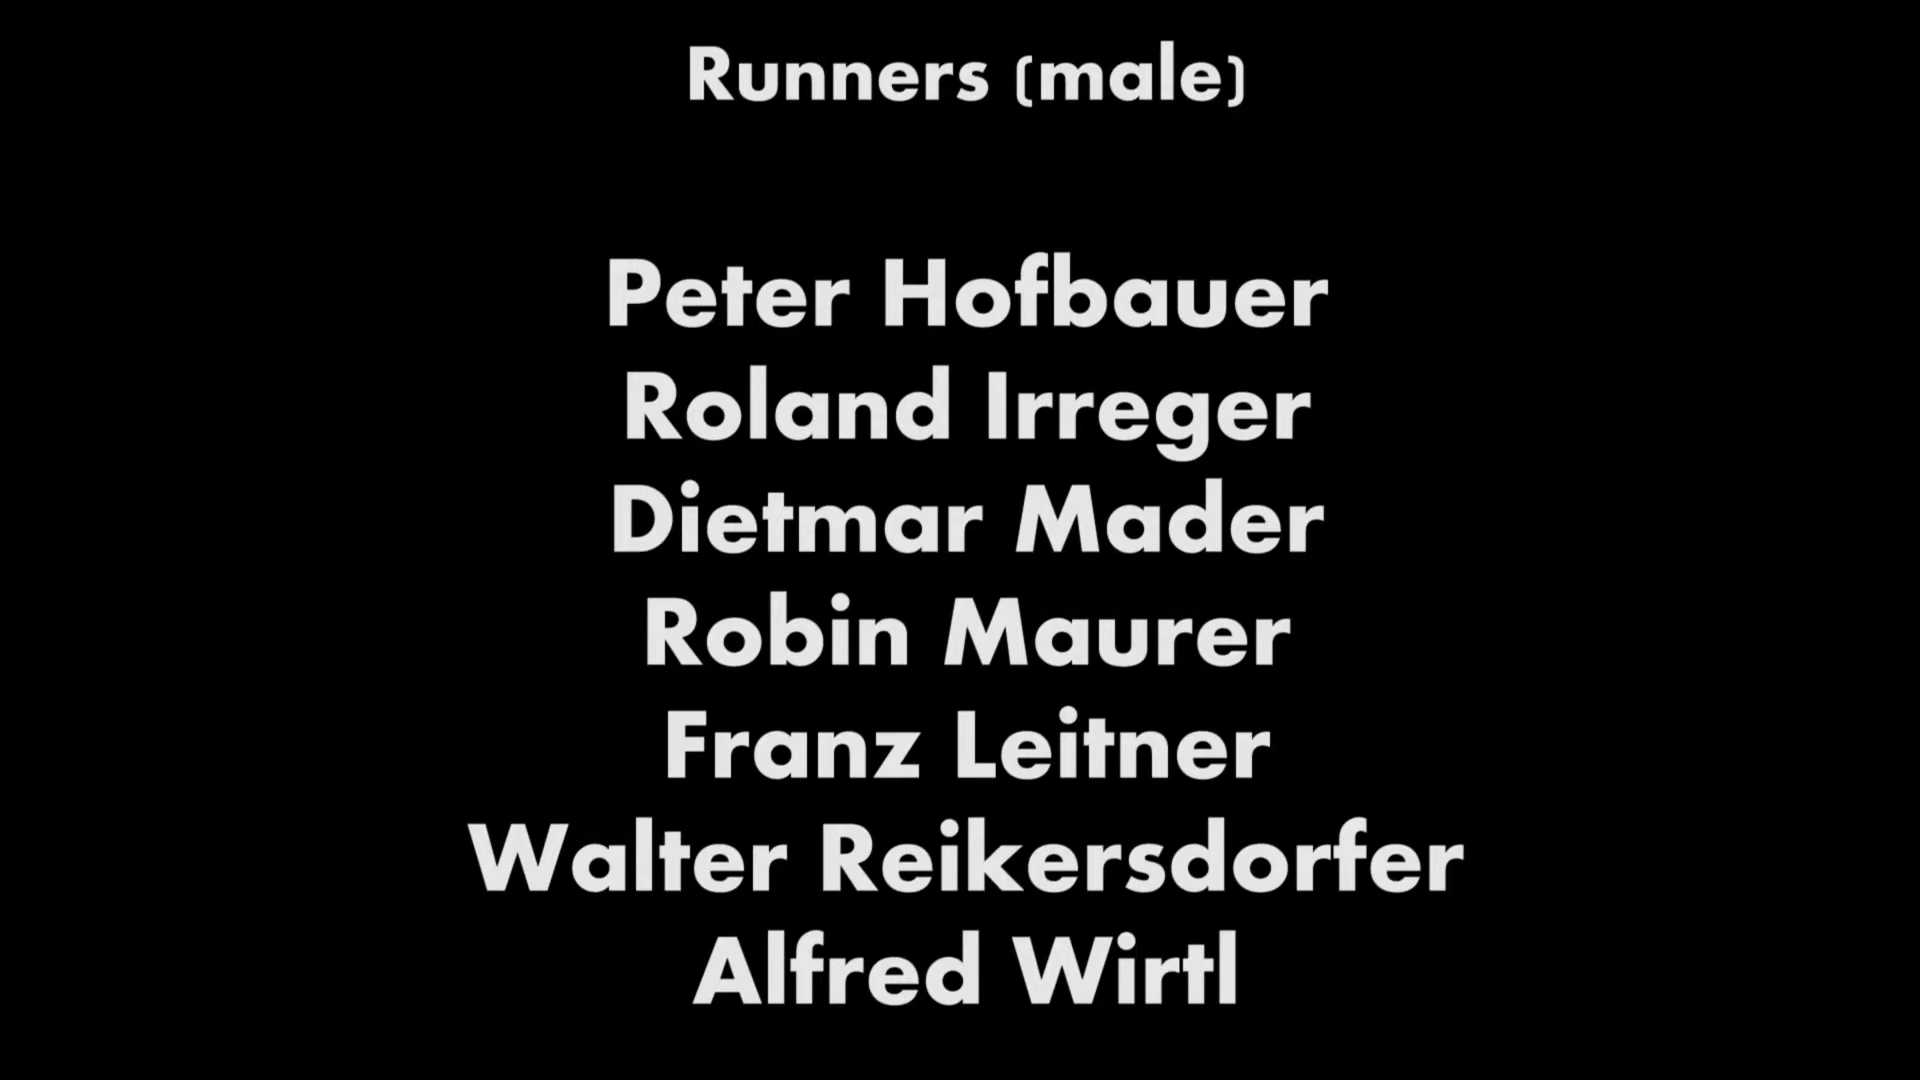 Runners (male)
Peter Hofbauer
Roland Irreger
Dietmar Mader
Robin Maurer
Franz Leitner
Walter Reikersdorfer
Alfred Wirtl